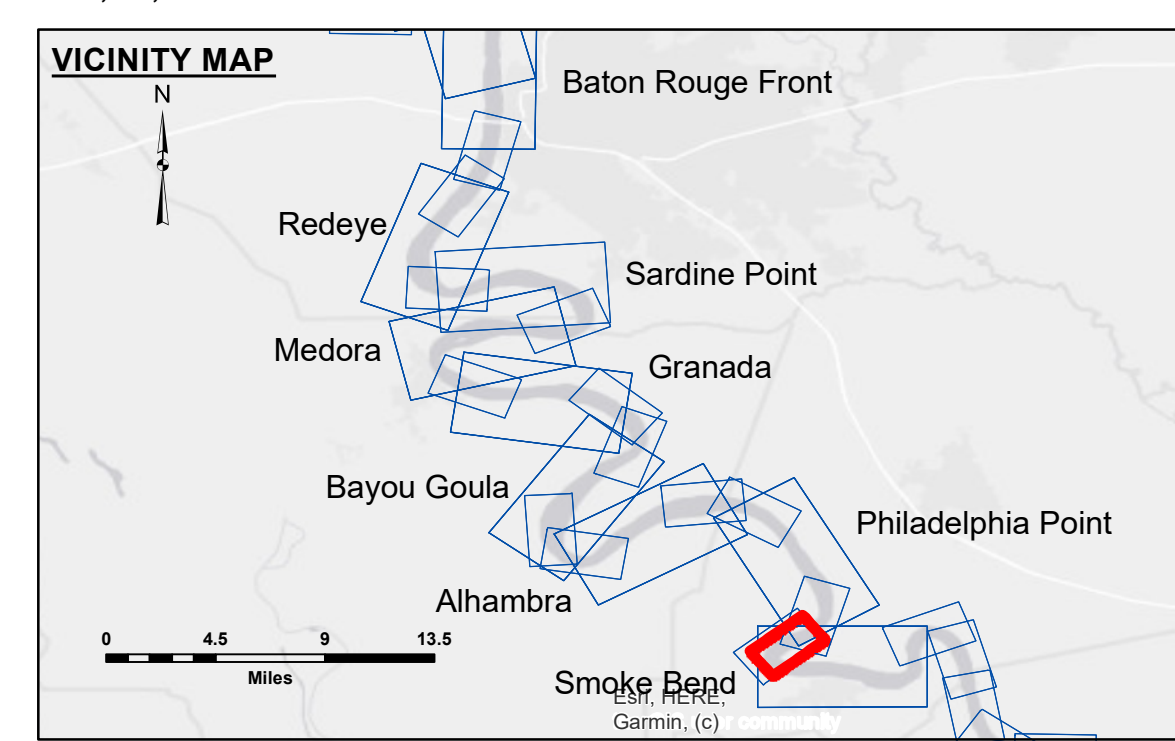 VICINITY MAP
N
Baton Rouge Front
Redeye
Sardine Point
Medora
Granada
Bayou Goula
Philadelphia Point
Alhambra
0 4.5 9 13.5
Miles
Smoke Bend
Esri, HERE,
Garmin, (c) community